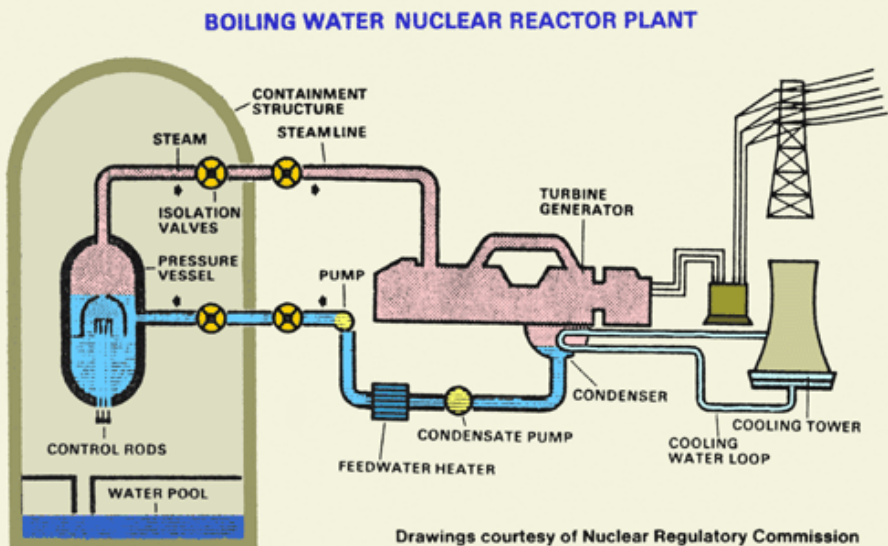 BOILING WATER NUCLEAR REACTOR PLANT
CONTAINMENT
STRUCTURE
STEAM
STEAMLINE
ISOLATION
VALVES
TURBINE
GENERATOR
PRESSURE
VESSEL
PUMP
CONDENSER
CONTROL RODS
CONDENSATE PUMP
COOLING TOWER
COOLING
WATER LOOP
FEEDWATER HEATER
WATER POOL
Drawings courtesy of Nuclear Regulatory Commission